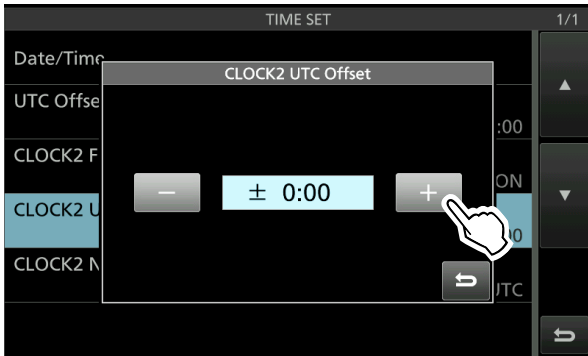 TIME SET
1/1
Date/Time
CLOCK2 UTC Offset
UTC Offse
:00
CLOCK2 F
ON
− ± 0:00 +
CLOCK2 U
00
CLOCK2 N
UTC